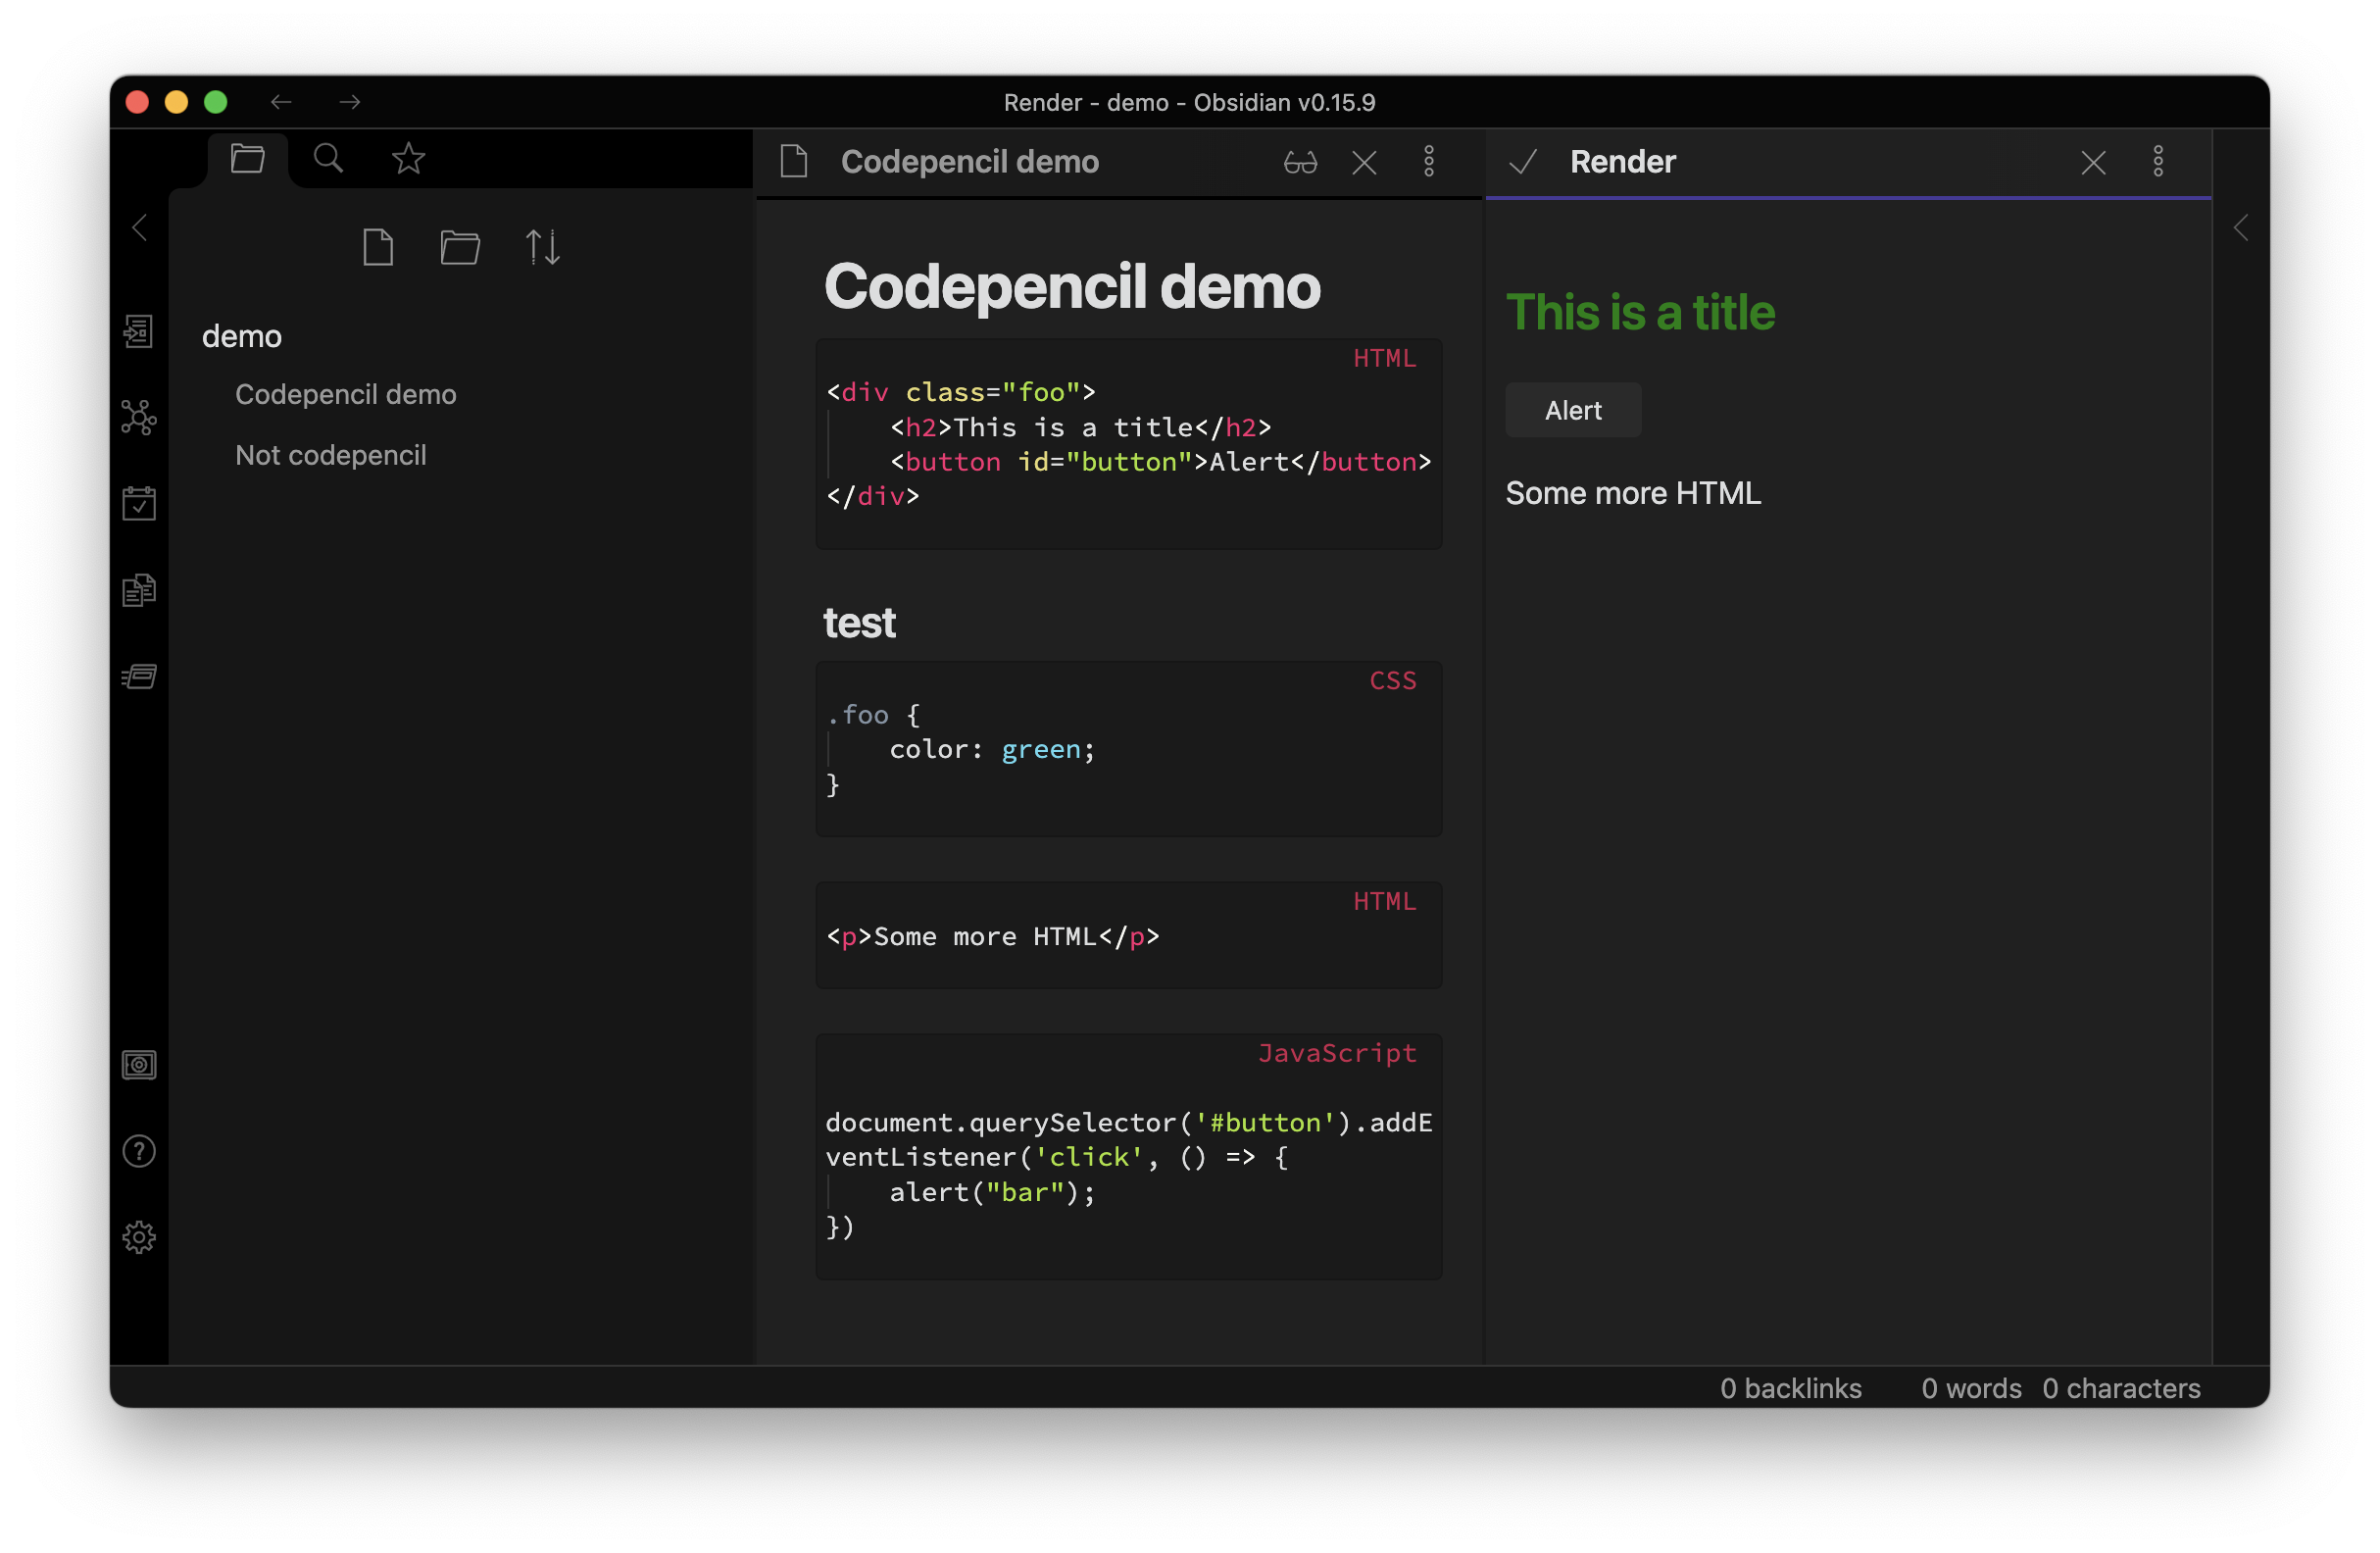 Render - demo - Obsidian v0.15.9
demo
Codepencil demo
Not codepencil
Codepencil demo
Codepencil demo
HTML
<div class="foo">
    <h2>This is a title</h2>
    <button id="button">Alert</button>
</div>
test
CSS
.foo {
    color: green;
}
HTML
<p>Some more HTML</p>
JavaScript
document.querySelector('#button').addE
ventListener('click', () => {
    alert("bar");
})
Render
This is a title
Alert
Some more HTML
0 backlinks 0 words 0 characters